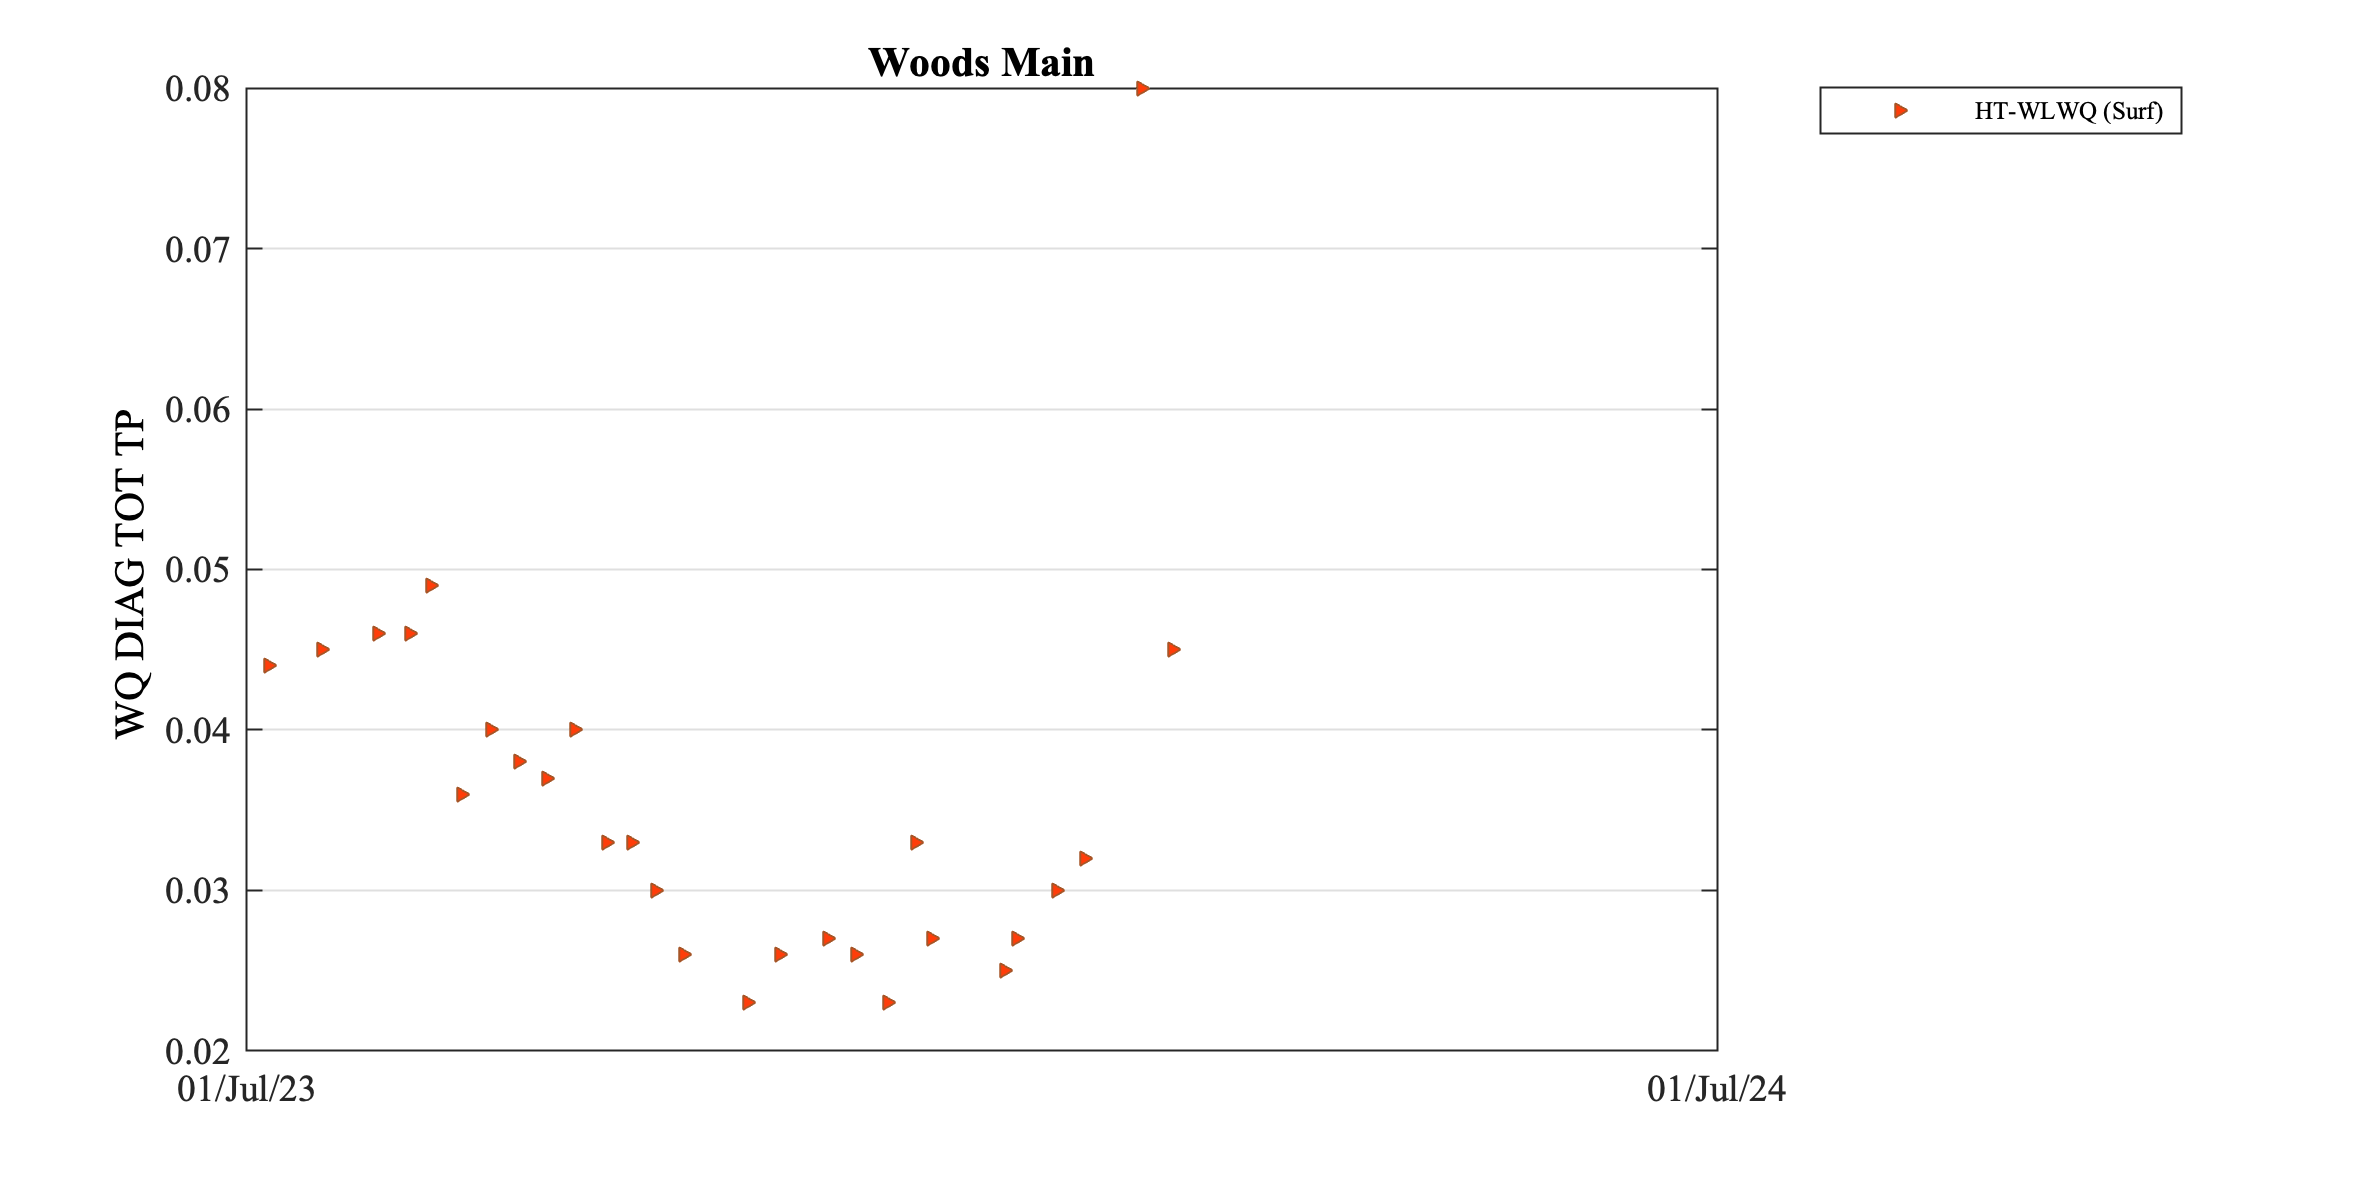 Woods Main
HT-WLWQ (Surf)
WQ DIAG TOT TP
0.08
0.07
0.06
0.05
0.04
0.03
0.02
01/Jul/23
01/Jul/24